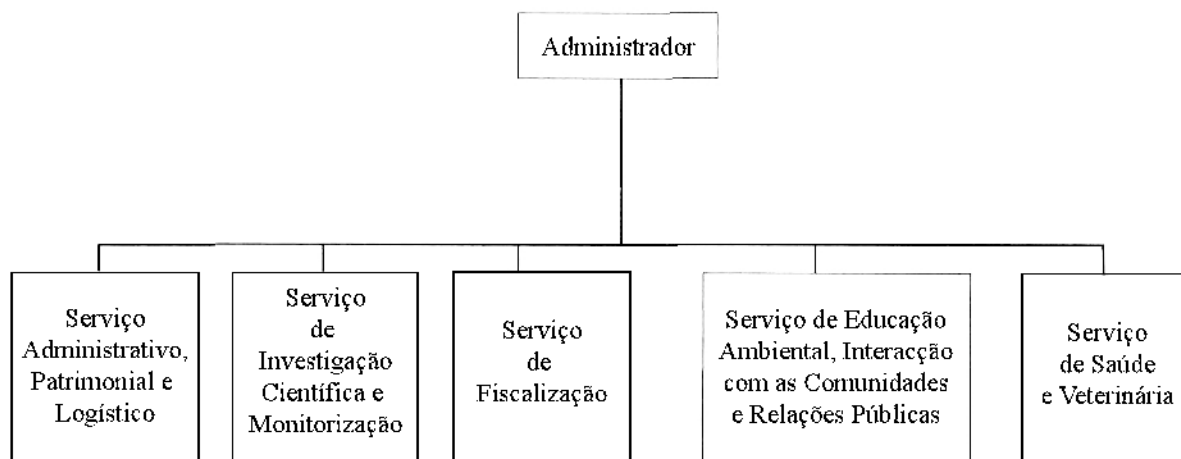 Administrador
Serviço
Administrativo,
Patrimonial e
Logístico
Serviço
de
Investigação
Científica e
Monitorização
Serviço
de
Fiscalização
Serviço de Educação
Ambiental, Interacção
com as Comunidades
e Relações Públicas
Serviço
de Saúde
e Veterinária